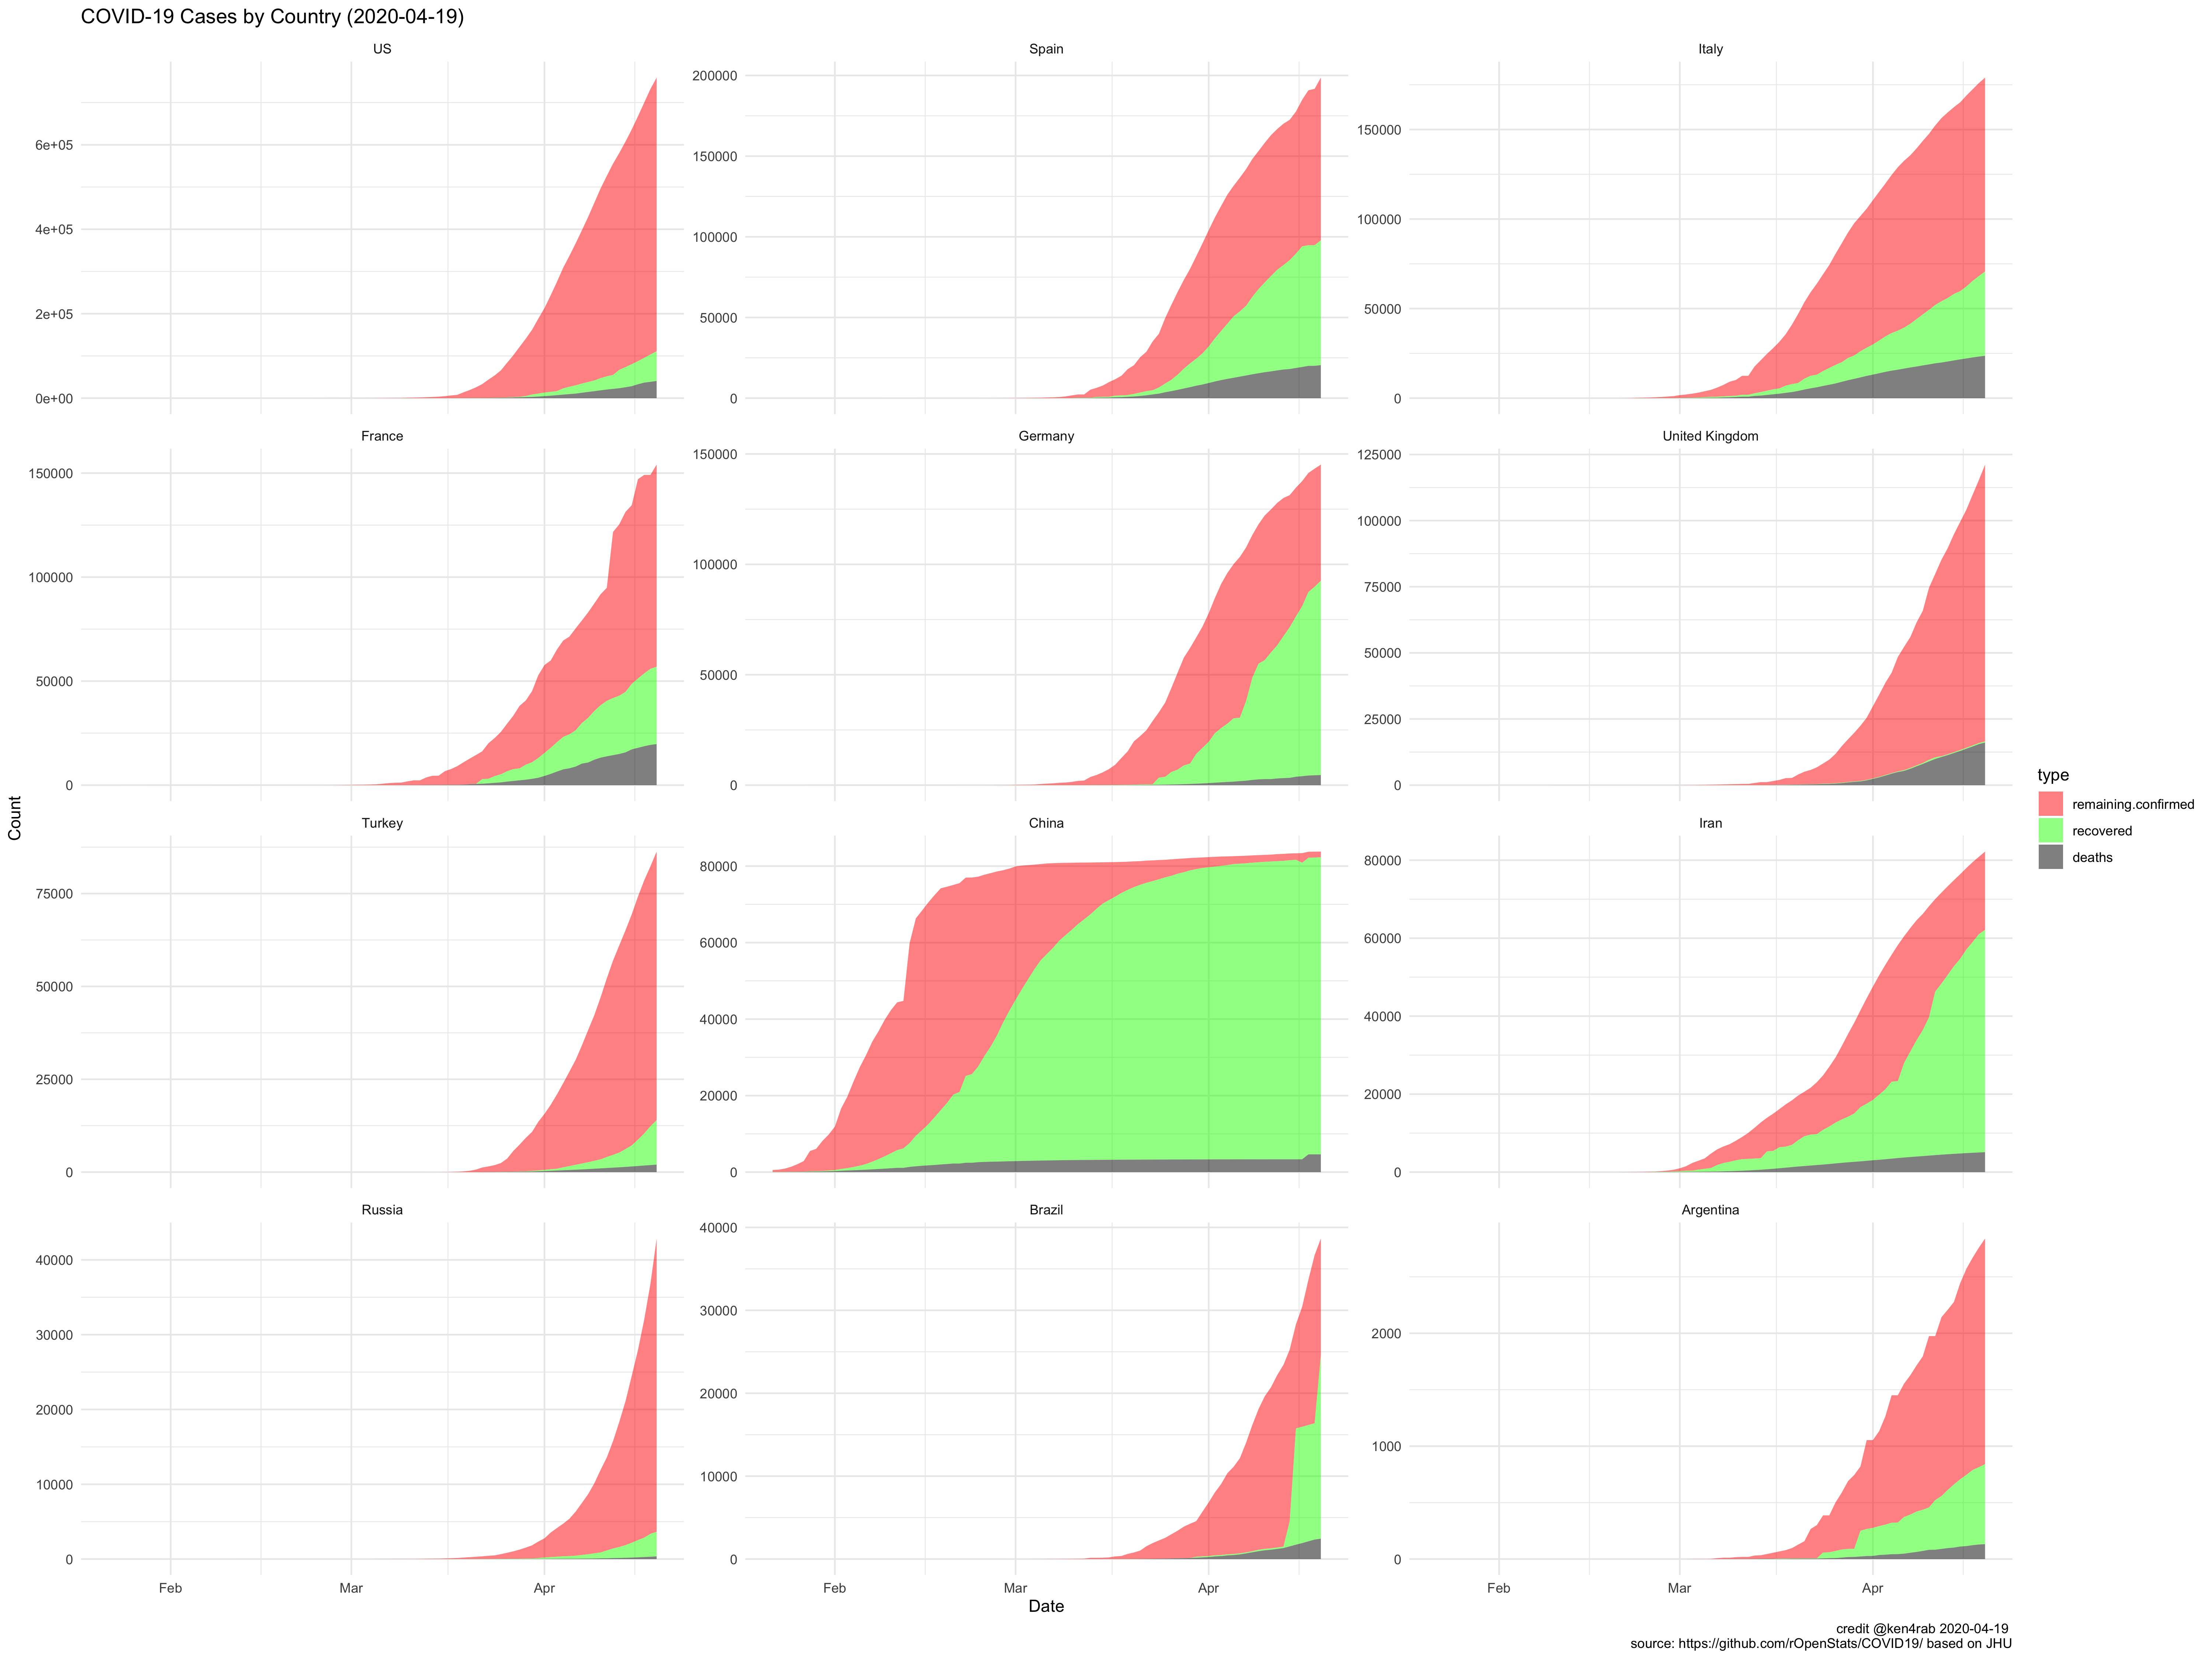 COVID-19 Cases by Country (2020-04-19)
US
Spain
Italy
6e+05
4e+05
2e+05
0e+00
200000
150000
100000
50000
0
150000
100000
50000
0
France
Germany
United Kingdom
150000
100000
50000
0
150000
100000
50000
0
125000
100000
75000
50000
25000
0
Turkey
China
Iran
75000
50000
25000
0
80000
60000
40000
20000
0
80000
60000
40000
20000
0
Russia
Brazil
Argentina
40000
30000
20000
10000
0
40000
30000
20000
10000
0
2000
1000
0
Feb
Mar
Apr
Feb
Mar
Apr
Feb
Mar
Apr
Count
Date
type
remaining.confirmed
recovered
deaths
credit @ken4rab 2020-04-19
source: https://github.com/rOpenStats/COVID19/ based on JHU